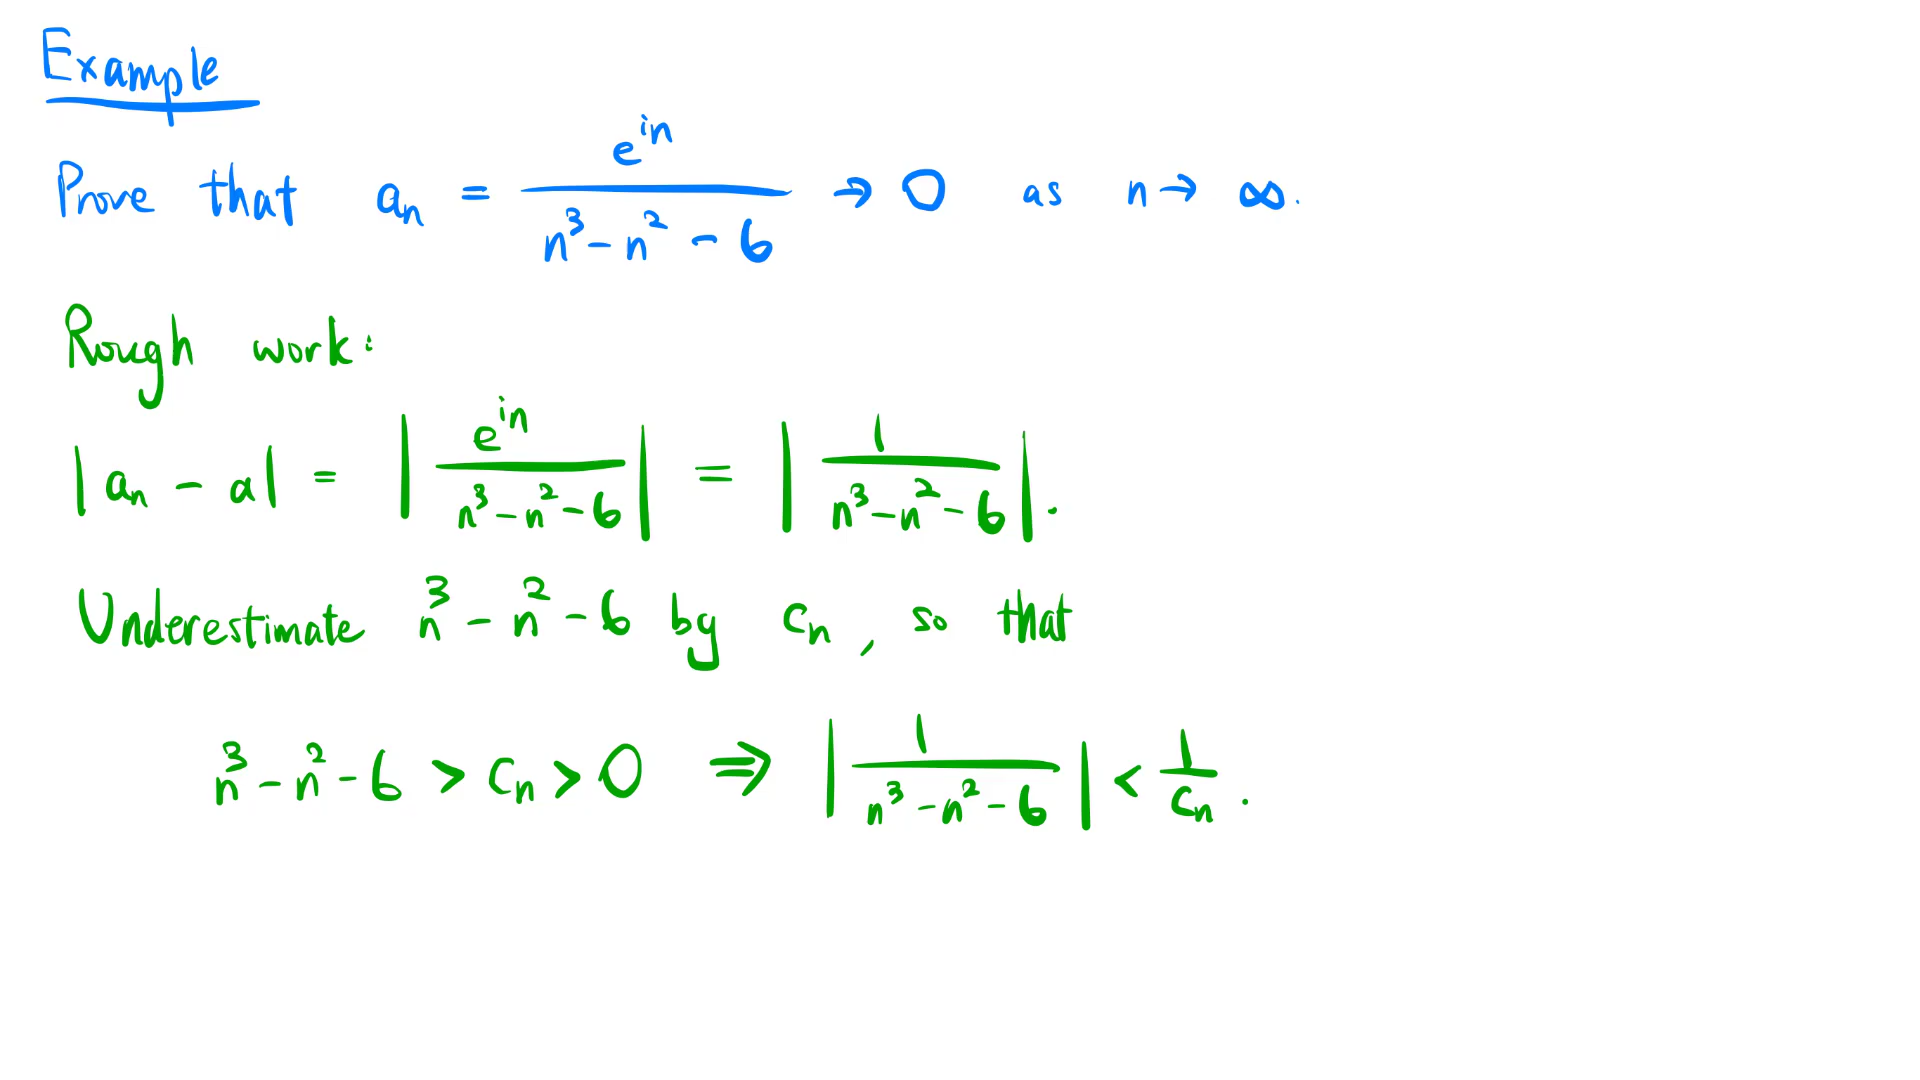 Example
Prove that aₙ = e^{in} / (n³ - n² - 6) → 0 as n → ∞.
Rough work:
|aₙ - a| = | e^{in} / (n³ - n² - 6) | = | 1 / (n³ - n² - 6) |.
Underestimate n³ - n² - 6 by cₙ, so that
n³ - n² - 6 > cₙ > 0 ⇒ | 1 / (n³ - n² - 6) | < 1 / cₙ.